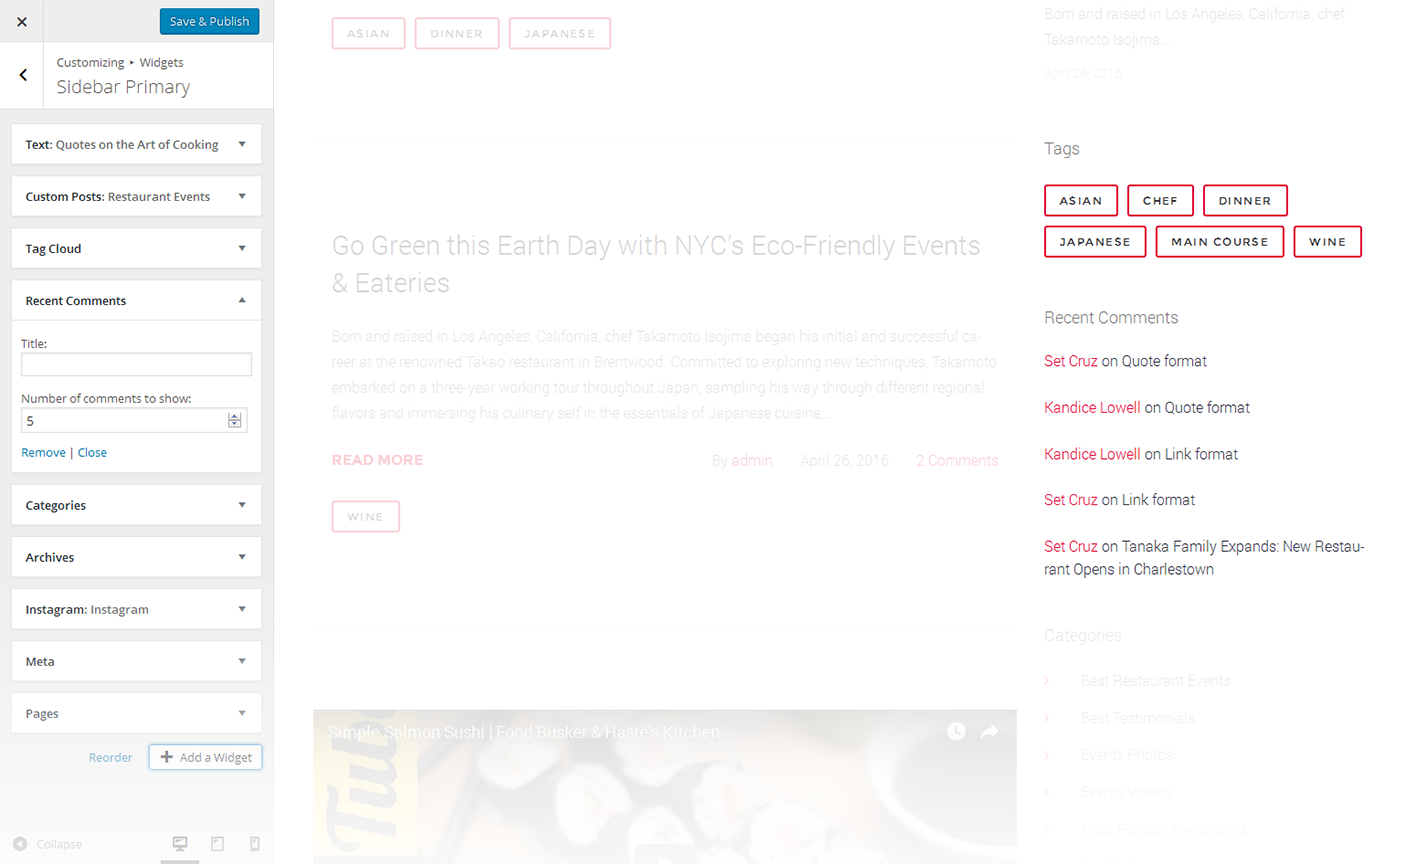 Save & Publish
Customizing ▸ Widgets
Sidebar Primary
Text: Quotes on the Art of Cooking
Custom Posts: Restaurant Events
Tag Cloud
Recent Comments
Title:
Number of comments to show:
5
Remove | Close
Categories
Archives
Instagram: Instagram
Meta
Pages
Reorder
Add a Widget
Collapse
ASIAN
DINNER
JAPANESE
Go Green this Earth Day with NYC's Eco-Friendly Events
& Eateries
Born and raised in Los Angeles, California, chef Takamoto Isojima began his initial and successful ca-
reer at the renowned Takao restaurant in Brentwood. Committed to exploring new techniques, Takamoto
embarked on a three-year working tour throughout Japan, sampling his way through different regional
flavors and immersing his culinary self in the essentials of Japanese cuisine,...
READ MORE
By admin
April 26, 2016
2 Comments
WINE
Simple Salmon Sushi | Food Busker & Haste's Kitchen
Tube
Born and raised in Los Angeles, California, chef
Takamoto Isojima...
April 26, 2016
Tags
ASIAN
CHEF
DINNER
JAPANESE
MAIN COURSE
WINE
Recent Comments
Set Cruz on Quote format
Kandice Lowell on Quote format
Kandice Lowell on Link format
Set Cruz on Link format
Set Cruz on Tanaka Family Expands: New Restau-
rant Opens in Charlestown
Categories
Best Restaurant Events
Best Testimonials
Events Photos
Events Videos
Most Popular Menu Items